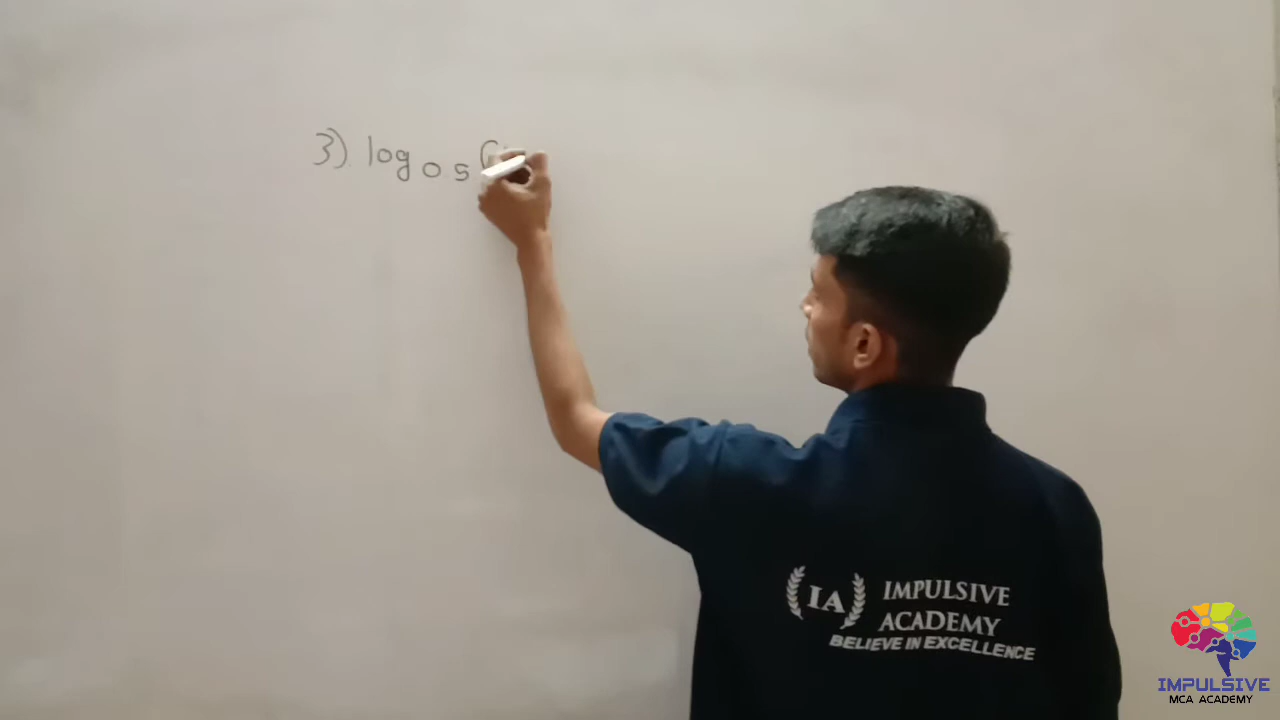 3) log 0 5 (
IA IMPULSIVE
ACADEMY
BELIEVE IN EXCELLENCE
IMPULSIVE
MCA ACADEMY